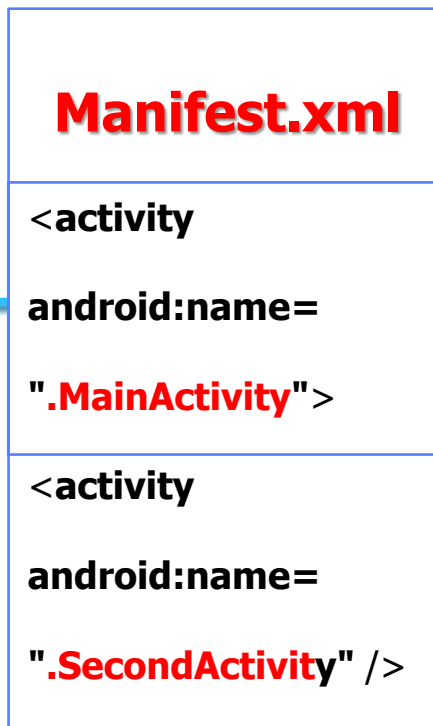 Manifest.xml
<activity
android:name=
".MainActivity">
<activity
android:name=
".SecondActivity" />